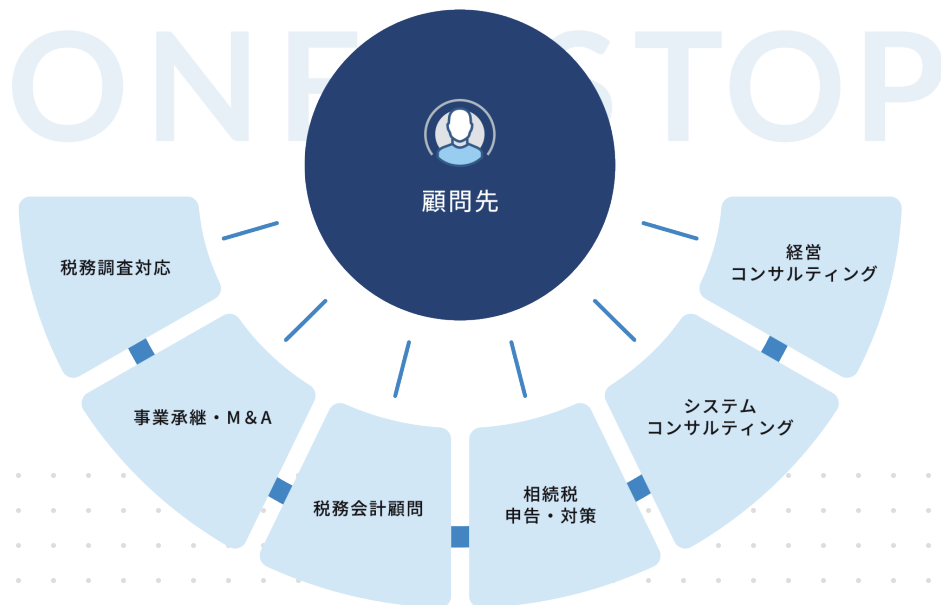 ONE STOP
顧問先
税務調査対応
事業承継・M&A
税務会計顧問
相続税
申告・対策
システム
コンサルティング
経営
コンサルティング